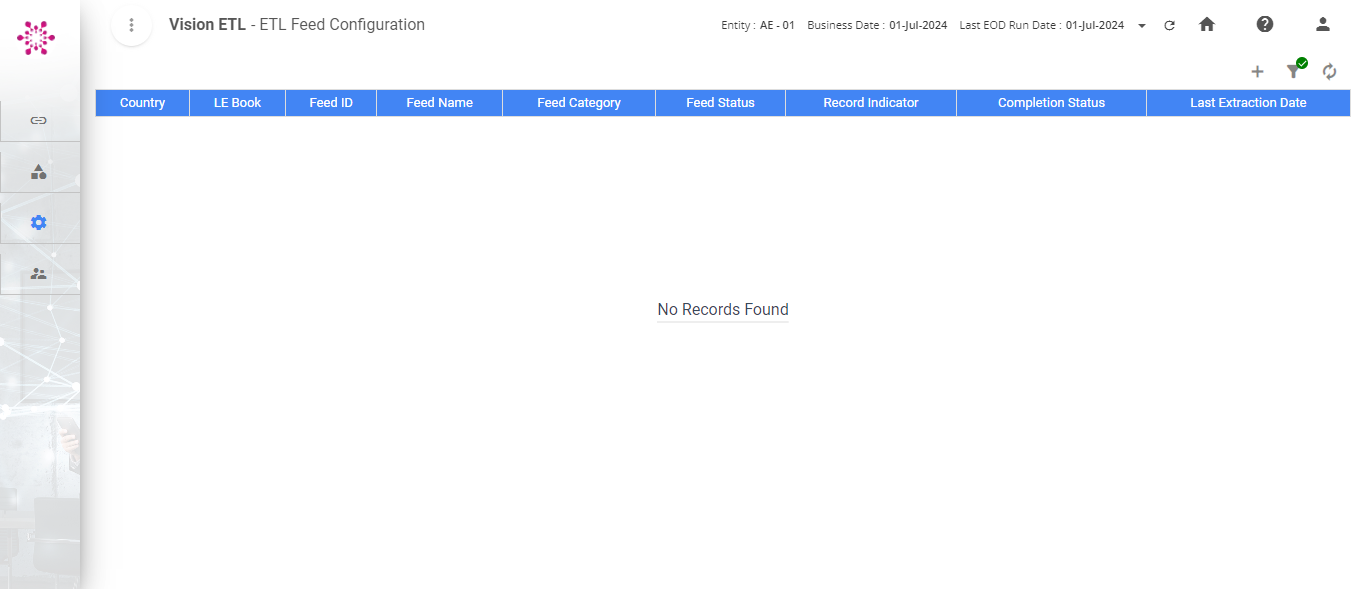 Vision ETL - ETL Feed Configuration
Entity : AE - 01 Business Date : 01-Jul-2024 Last EOD Run Date : 01-Jul-2024
Country LE Book Feed ID Feed Name Feed Category Feed Status Record Indicator Completion Status Last Extraction Date
No Records Found